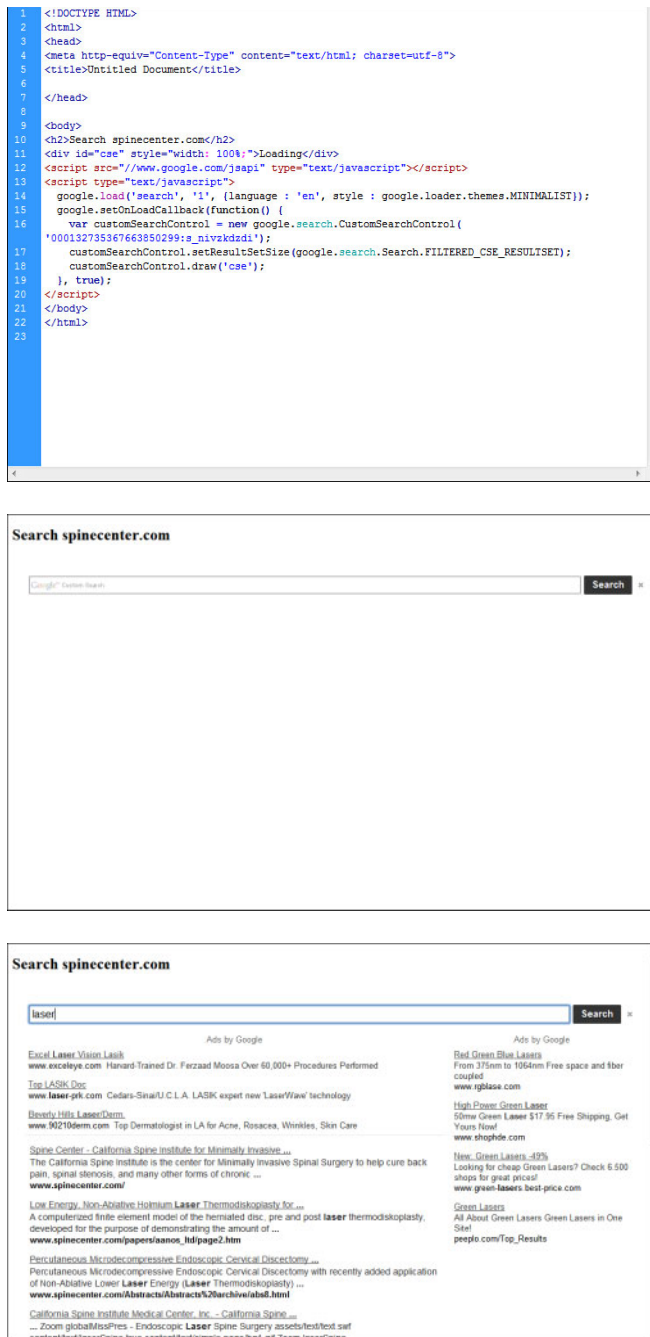 1 <!DOCTYPE HTML>
2 <html>
3 <head>
4 <meta http-equiv="Content-Type" content="text/html; charset=utf-8">
5 <title>Untitled Document</title>
6
7 </head>
8
9 <body>
10 <h2>Search spinecenter.com</h2>
11 <div id="cse" style="width: 100%;">Loading</div>
12 <script src="//www.google.com/jsapi" type="text/javascript"></script>
13 <script type="text/javascript">
14 google.load('search', '1', {language : 'en', style : google.loader.themes.MINIMALIST});
15 google.setOnLoadCallback(function() {
16 var customSearchControl = new google.search.CustomSearchControl(
'000132735367663850299:s_nivzkdzdi');
17 customSearchControl.setResultSetSize(google.search.Search.FILTERED_CSE_RESULTSET);
18 customSearchControl.draw('cse');
19 }, true);
20 </script>
21 </body>
22 </html>
23
Search spinecenter.com
Google™ Custom Search
Search ×
Search spinecenter.com
laser
Search ×
Ads by Google
Excel Laser Vision Lasik
www.exceleye.com Harvard-Trained Dr. Ferzaad Moosa Over 60,000+ Procedures Performed
Top LASIK Doc
www.laser-prk.com Cedars-Sinai/U.C.L.A. LASIK expert new 'LaserWave' technology
Beverly Hills Laser/Derm.
www.90210derm.com Top Dermatologist in LA for Acne, Rosacea, Wrinkles, Skin Care
Spine Center - California Spine Institute for Minimally Invasive ...
The California Spine Institute is the center for Minimally Invasive Spinal Surgery to help cure back
pain, spinal stenosis, and many other forms of chronic ...
www.spinecenter.com/
Low Energy, Non-Ablative Holmium Laser Thermodiskoplasty for ...
A computerized finite element model of the herniated disc, pre and post laser thermodiskoplasty,
developed for the purpose of demonstrating the amount of ...
www.spinecenter.com/papers/aanos_ltd/page2.htm
Percutaneous Microdecompressive Endoscopic Cervical Discectomy ...
Percutaneous Microdecompressive Endoscopic Cervical Discectomy with recently added application
of Non-Ablative Lower Laser Energy (Laser Thermodiskoplasty) ...
www.spinecenter.com/Abstracts/Abstracts%20archive/abs8.html
California Spine Institute Medical Center, Inc. - California Spine ...
... Zoom globalMissPres - Endoscopic Laser Spine Surgery assets/text/text.swf
Ads by Google
Red Green Blue Lasers
From 375nm to 1064nm Free space and fiber
coupled
www.rgblase.com
High Power Green Laser
50mw Green Laser $17.95 Free Shipping, Get
Yours Now!
www.shophde.com
New: Green Lasers -49%
Looking for cheap Green Lasers? Check 6.500
shops for great prices!
www.green-lasers.best-price.com
Green Lasers
All About Green Lasers Green Lasers in One
Site!
peeplo.com/Top_Results